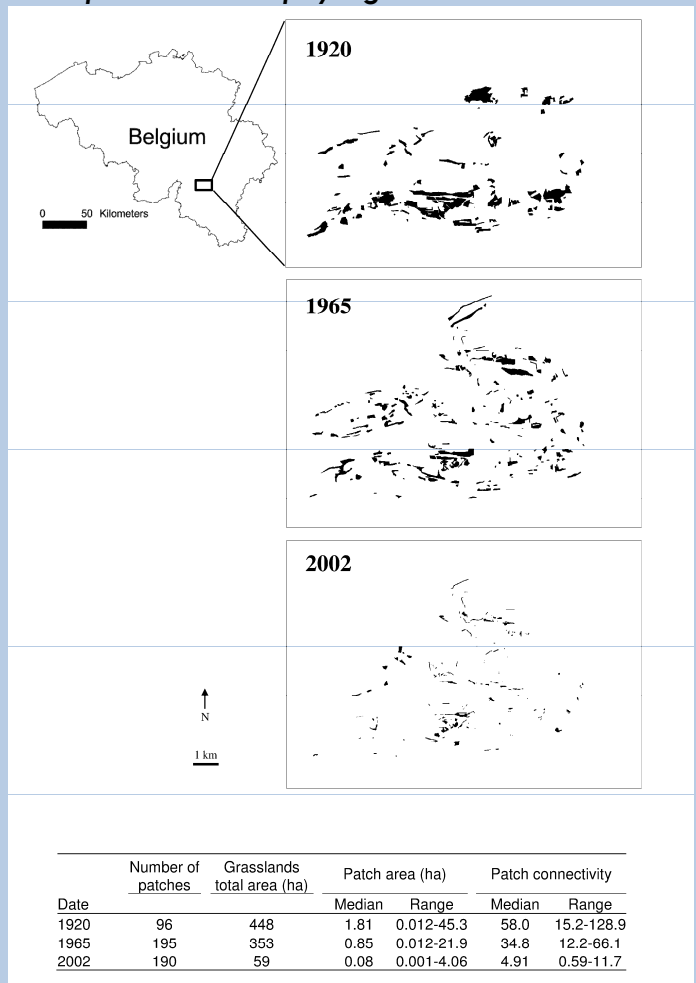 1920
Belgium
0 50 Kilometers
1965
2002
N
1 km
Number of patches Grasslands total area (ha) Patch area (ha) Patch connectivity
Date Median Range Median Range
1920 96 448 1.81 0.012-45.3 58.0 15.2-128.9
1965 195 353 0.85 0.012-21.9 34.8 12.2-66.1
2002 190 59 0.08 0.001-4.06 4.91 0.59-11.7